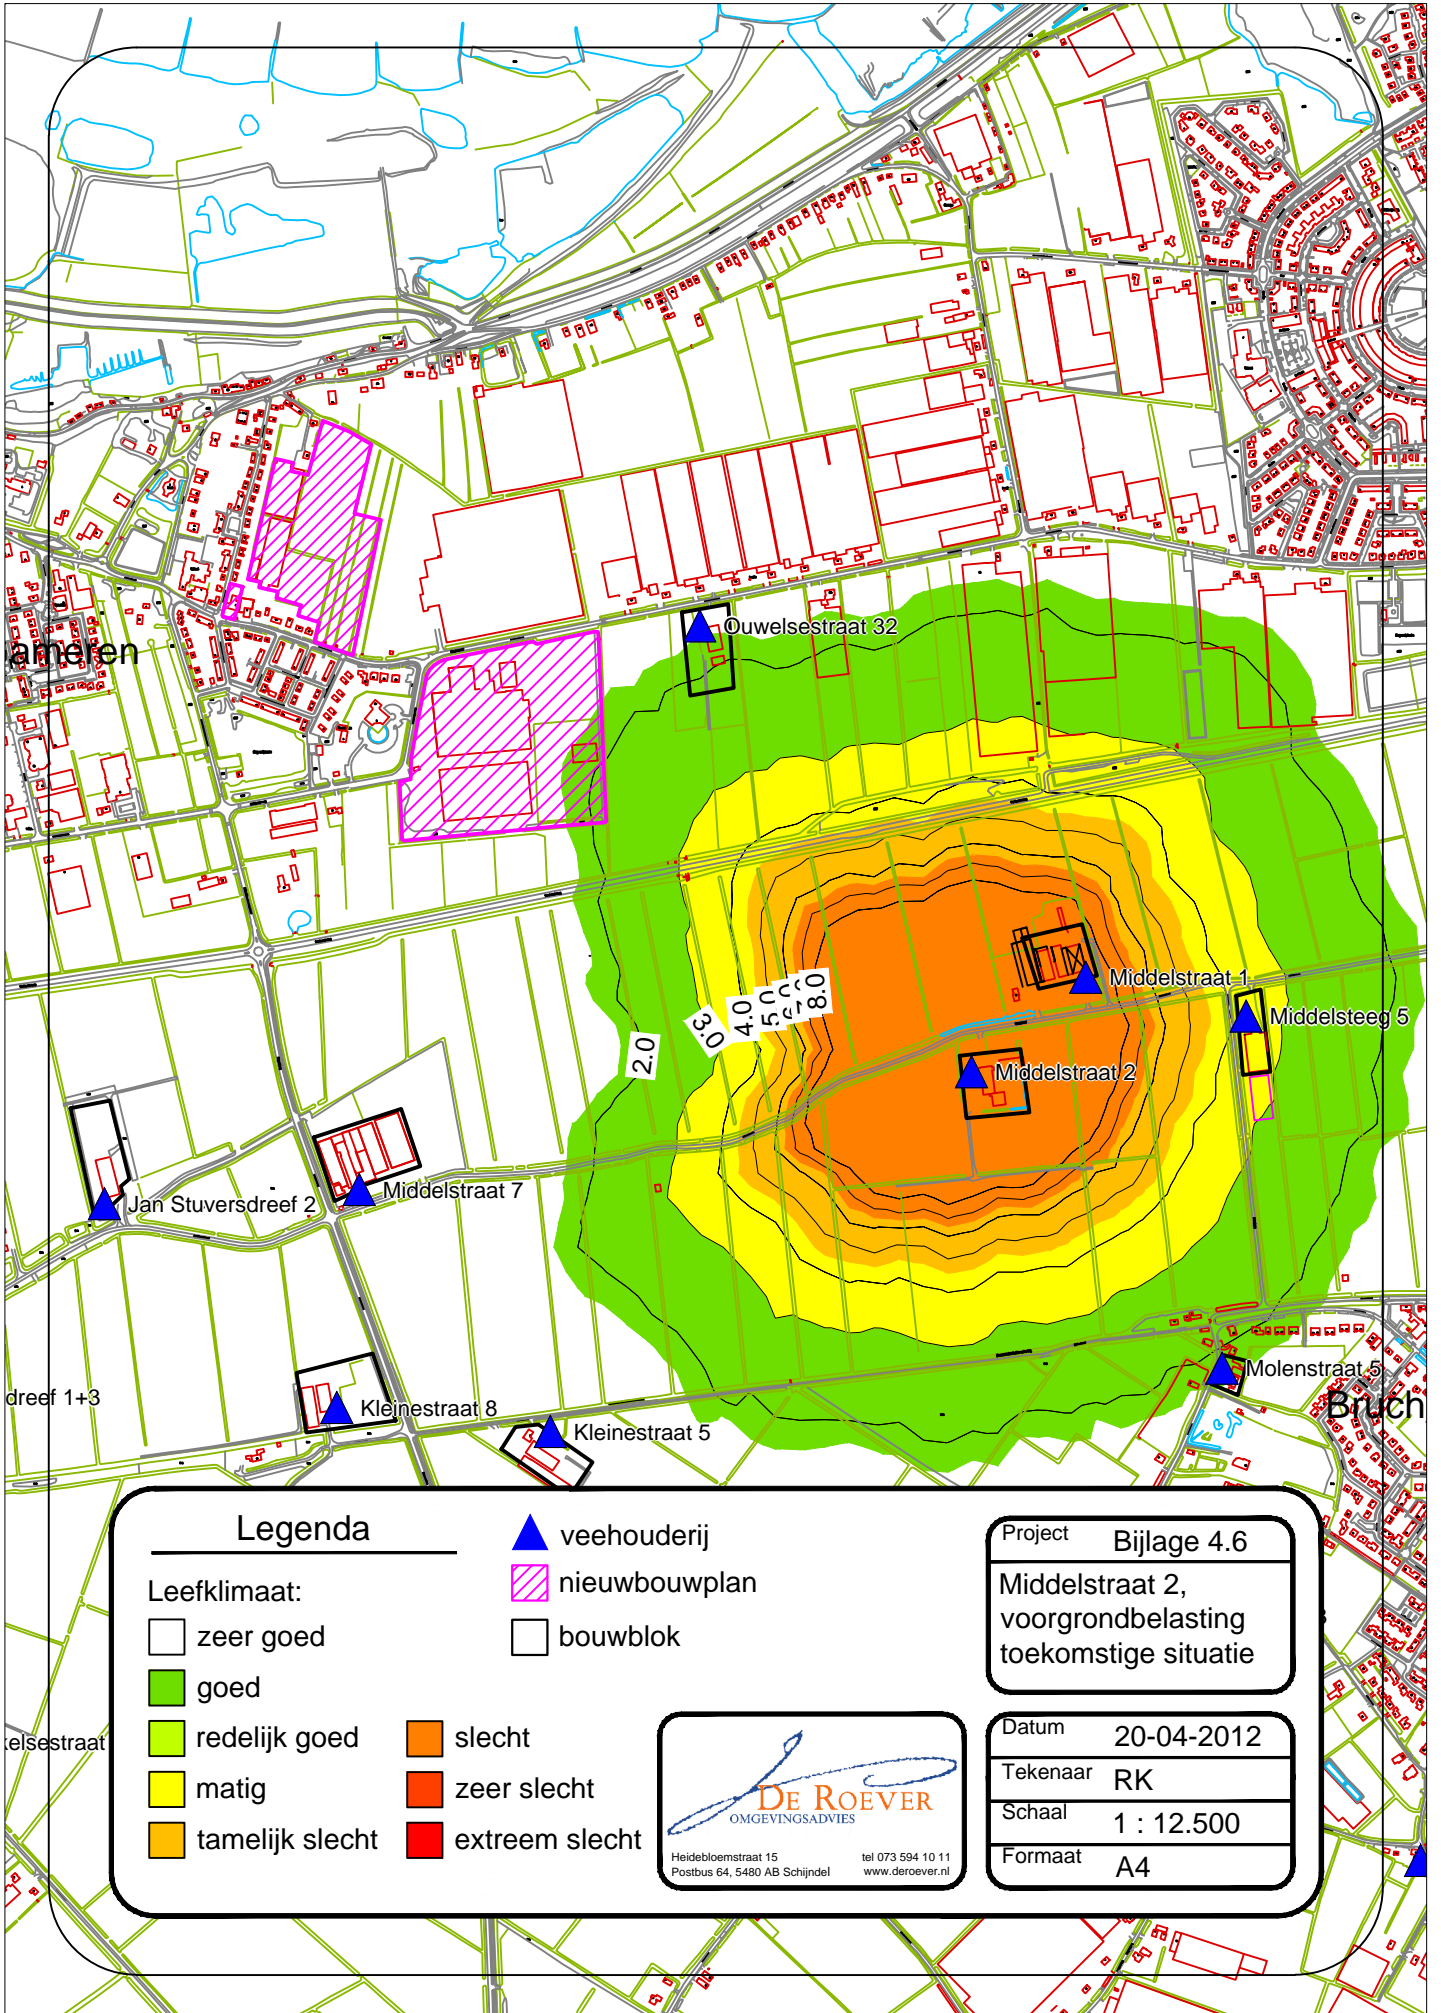 Ouwelsestraat 32
ameren
Middelstraat 1
Middelsteeg 5
Middelstraat 2
2.0
3.0
4.0
5.0
8.0
Jan Stuversdreef 2
Middelstraat 7
Molenstraat 5
dreef 1+3
Kleinestraat 8
Kleinestraat 5
Bruch
elsestraat
Legenda
Leefklimaat:
zeer goed
goed
redelijk goed
matig
tamelijk slecht
slecht
zeer slecht
extreem slecht
veehouderij
nieuwbouwplan
bouwblok
DE ROEVER
OMGEVINGSADVIES
Heidebloemstraat 15 tel 073 594 10 11
Postbus 64, 5480 AB Schijndel www.deroever.nl
Project Bijlage 4.6
Middelstraat 2,
voorgrondbelasting
toekomstige situatie
Datum 20-04-2012
Tekenaar RK
Schaal 1 : 12.500
Formaat A4